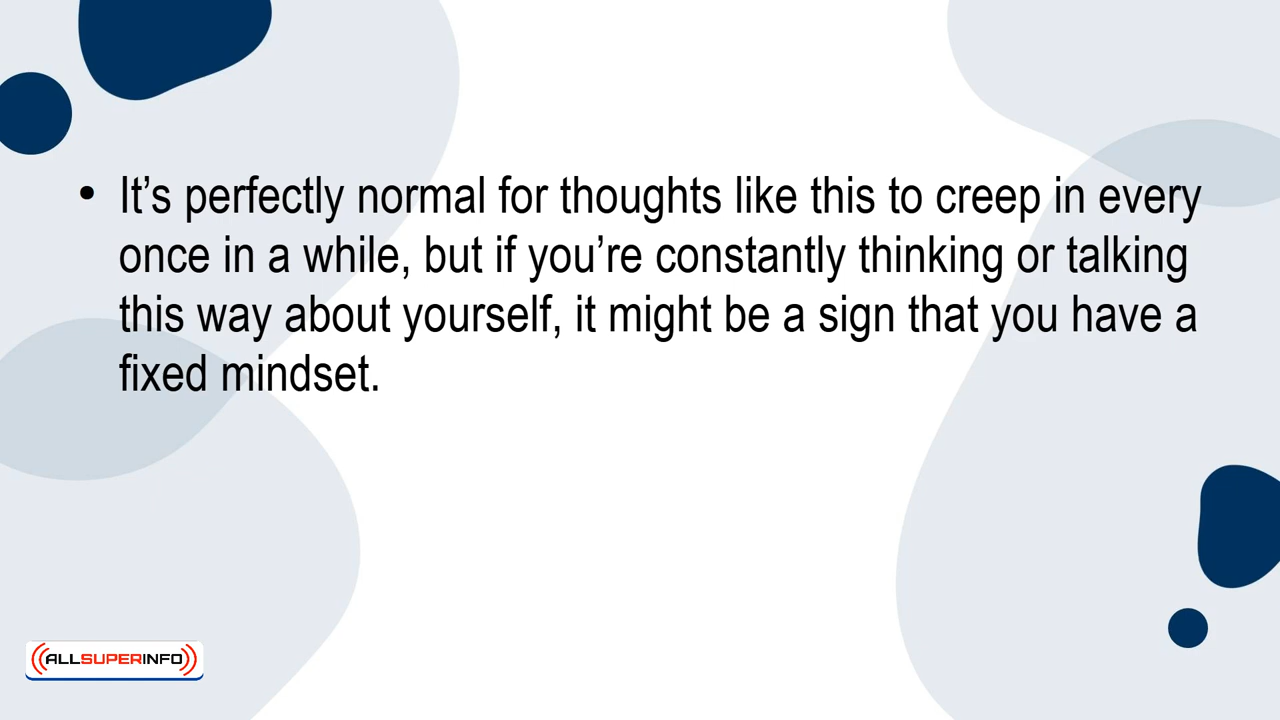 • It’s perfectly normal for thoughts like this to creep in every
once in a while, but if you’re constantly thinking or talking
this way about yourself, it might be a sign that you have a
fixed mindset.
ALLSUPERINFO